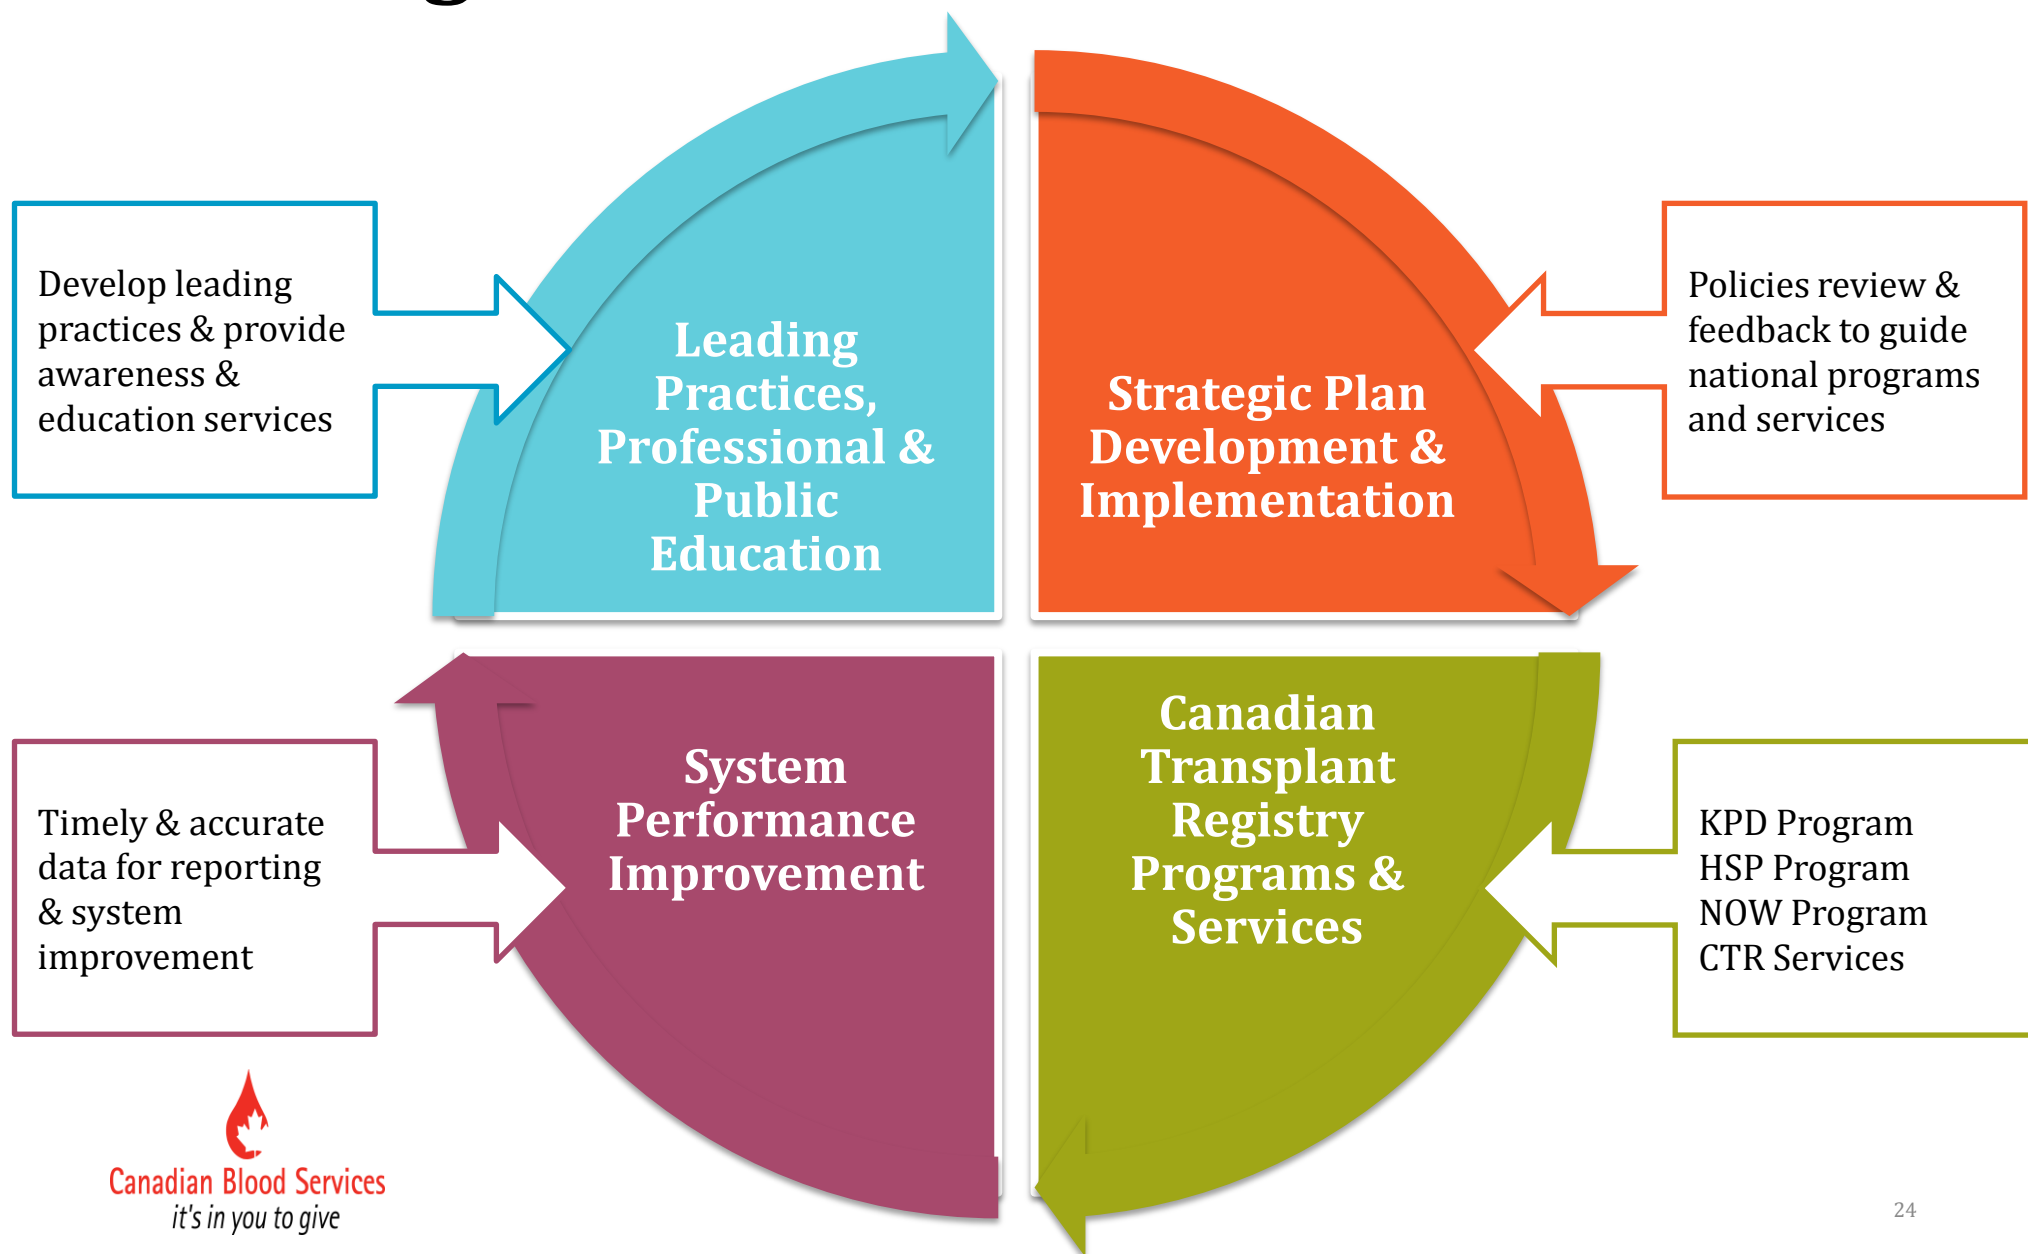 Develop leading
practices & provide
awareness &
education services
Leading
Practices,
Professional &
Public
Education
Strategic Plan
Development &
Implementation
Policies review &
feedback to guide
national programs
and services
Timely & accurate
data for reporting
& system
improvement
System
Performance
Improvement
Canadian
Transplant
Registry
Programs &
Services
KPD Program
HSP Program
NOW Program
CTR Services
Canadian Blood Services
it's in you to give
24